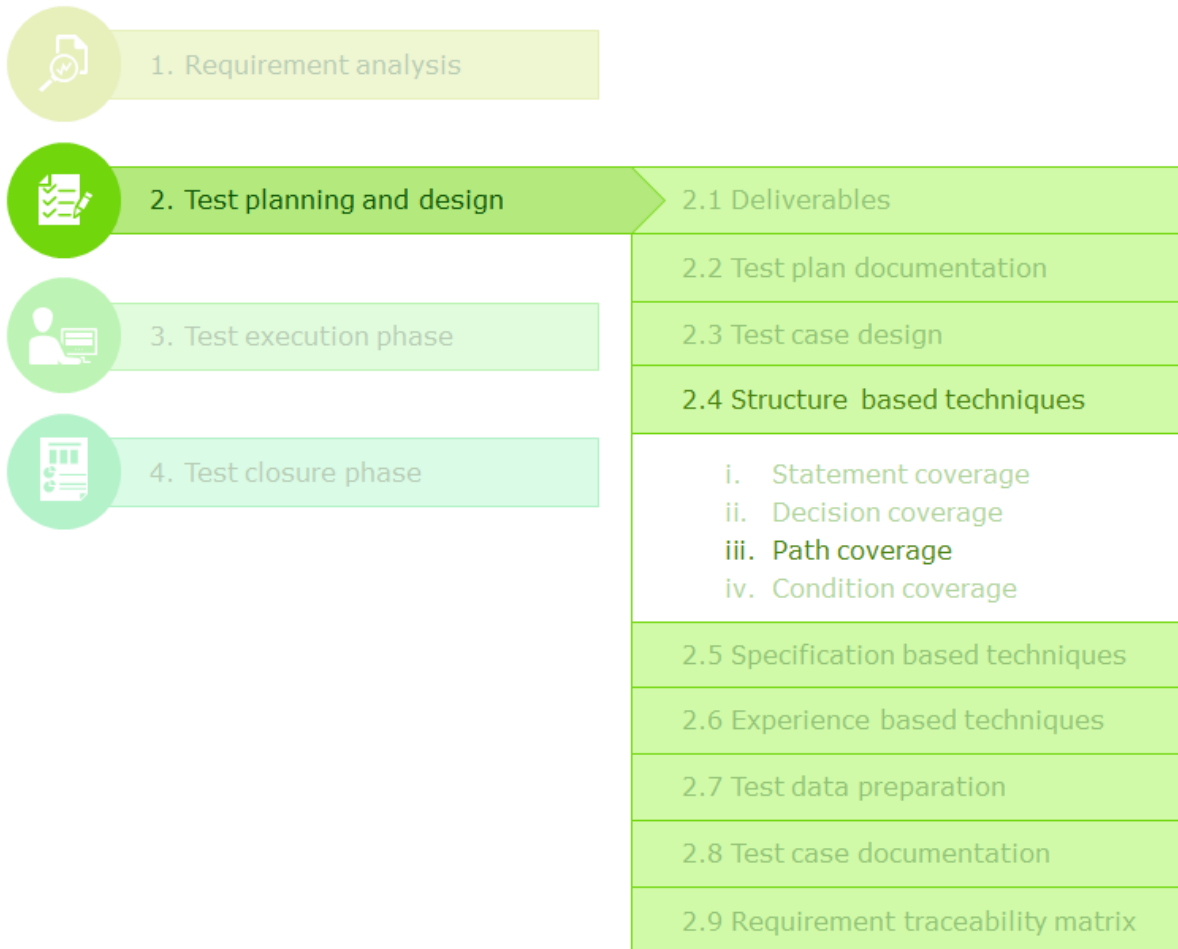 1. Requirement analysis
2. Test planning and design
3. Test execution phase
4. Test closure phase
2.1 Deliverables
2.2 Test plan documentation
2.3 Test case design
2.4 Structure based techniques
i. Statement coverage
ii. Decision coverage
iii. Path coverage
iv. Condition coverage
2.5 Specification based techniques
2.6 Experience based techniques
2.7 Test data preparation
2.8 Test case documentation
2.9 Requirement traceability matrix